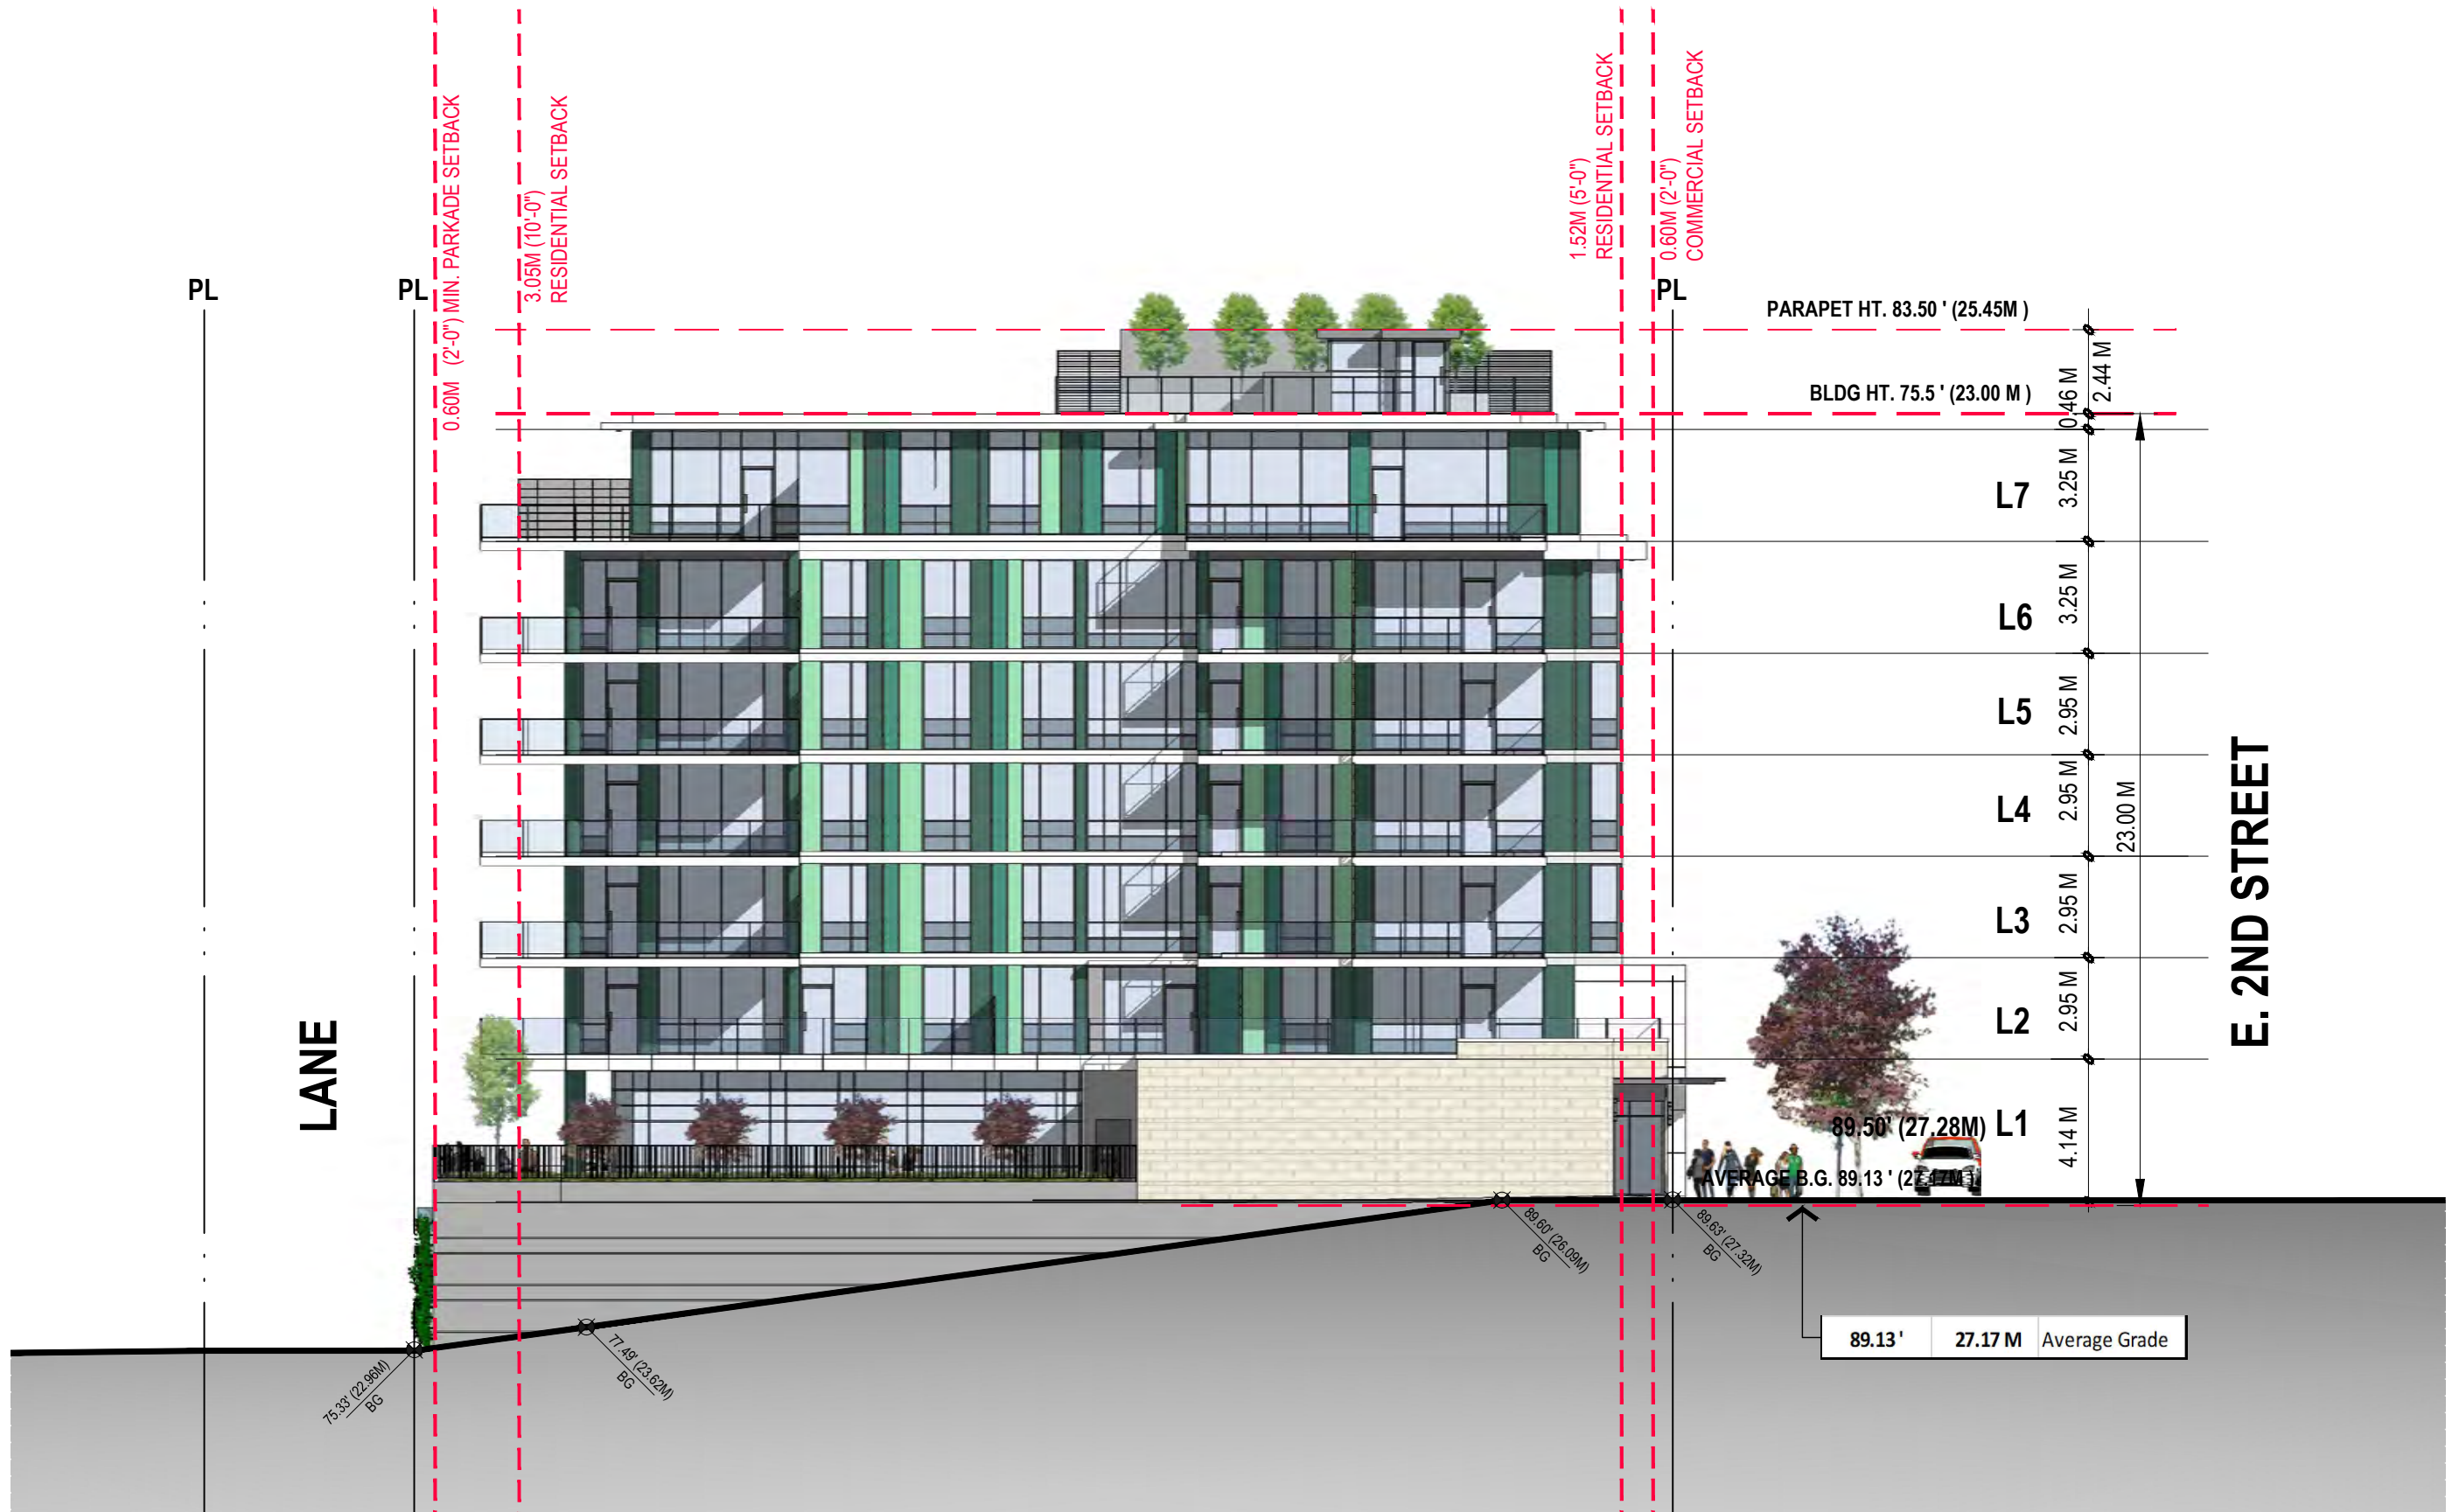 0.60M (2'-0") MIN. PARKADE SETBACK
3.05M (10'-0")
RESIDENTIAL SETBACK
1.52M (5'-0")
RESIDENTIAL SETBACK
0.60M (2'-0")
COMMERCIAL SETBACK
PL
PL
PL
PARAPET HT. 83.50 ' (25.45M )
2.44 M
BLDG HT. 75.5 ' (23.00 M )
0.46 M
L7
3.25 M
L6
3.25 M
L5
2.95 M
L4
2.95 M
23.00 M
L3
2.95 M
L2
2.95 M
89.50' (27.28M) L1
4.14 M
AVERAGE B.G. 89.13 ' (27.17M )
E. 2ND STREET
LANE
89.60' (26.09M)
BG
89.63' (27.32M)
BG
77.49' (23.62M)
BG
75.33' (22.96M)
BG
89.13 ' 27.17 M Average Grade